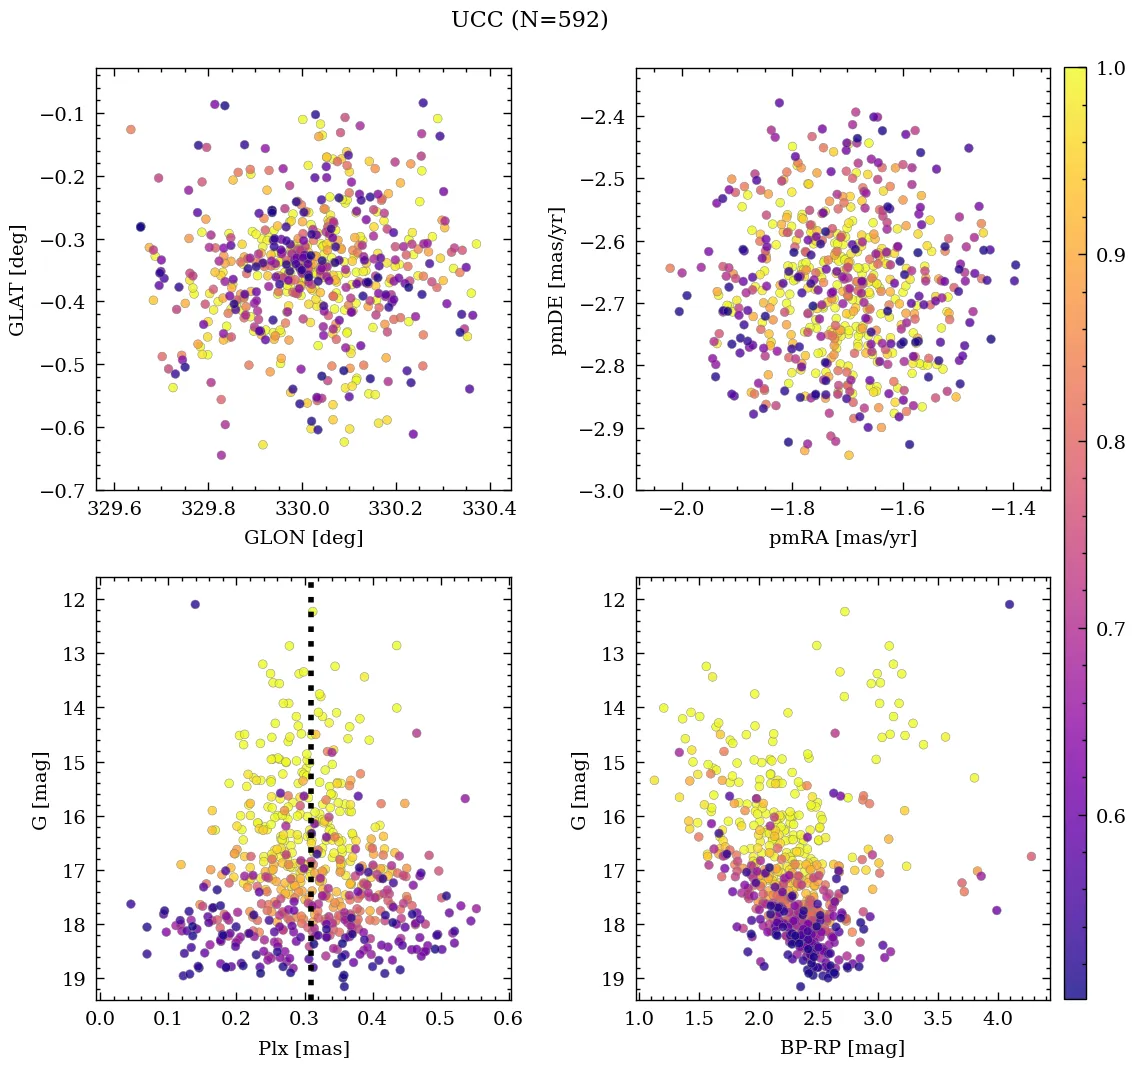 UCC (N=592)
−0.1
−0.2
−0.3
−0.4
−0.5
−0.6
−0.7
GLAT [deg]
329.6 329.8 330.0 330.2 330.4
GLON [deg]
−2.4
−2.5
−2.6
−2.7
−2.8
−2.9
−3.0
pmDE [mas/yr]
−2.0 −1.8 −1.6 −1.4
pmRA [mas/yr]
1.0
0.9
0.8
0.7
0.6
12
13
14
15
16
17
18
19
G [mag]
0.0 0.1 0.2 0.3 0.4 0.5 0.6
Plx [mas]
12
13
14
15
16
17
18
19
G [mag]
1.0 1.5 2.0 2.5 3.0 3.5 4.0
BP-RP [mag]